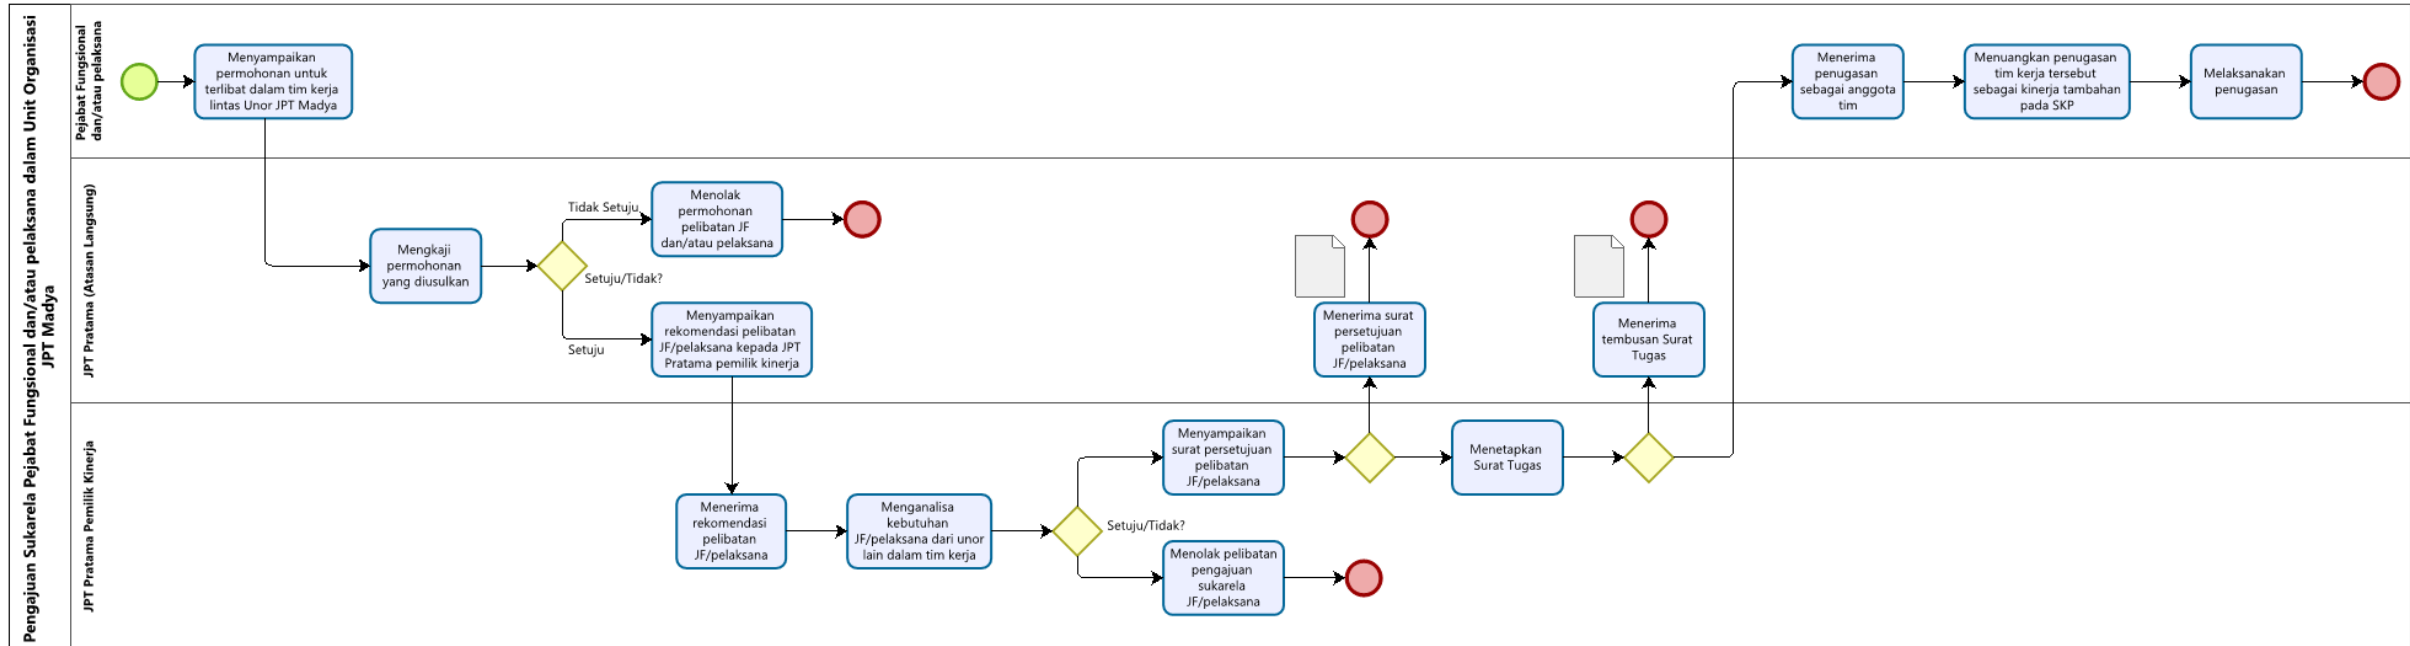 Pengajuan Sukarela Pejabat Fungsional dan/atau pelaksana dalam Unit Organisasi
JPT Madya
Pejabat Fungsional
dan/atau pelaksana
Menyampaikan
permohonan untuk
terlibat dalam tim kerja
lintas Unor JPT Madya
Menerima
penugasan
sebagai anggota
tim
Menuangkan penugasan
tim kerja tersebut
sebagai kinerja tambahan
pada SKP
Melaksanakan
penugasan
JPT Pratama (Atasan Langsung)
Mengkaji
permohonan
yang diusulkan
Setuju/Tidak?
Tidak Setuju
Menolak
permohonan
pelibatan JF
dan/atau pelaksana
Setuju
Menyampaikan
rekomendasi pelibatan
JF/pelaksana kepada JPT
Pratama pemilik kinerja
Menerima surat
persetujuan
pelibatan
JF/pelaksana
Menerima
tembusan Surat
Tugas
JPT Pratama Pemilik Kinerja
Menerima
rekomendasi
pelibatan
JF/pelaksana
Menganalisa
kebutuhan
JF/pelaksana dari unor
lain dalam tim kerja
Setuju/Tidak?
Menyampaikan
surat persetujuan
pelibatan
JF/pelaksana
Menolak pelibatan
pengajuan
sukarela
JF/pelaksana
Menetapkan
Surat Tugas